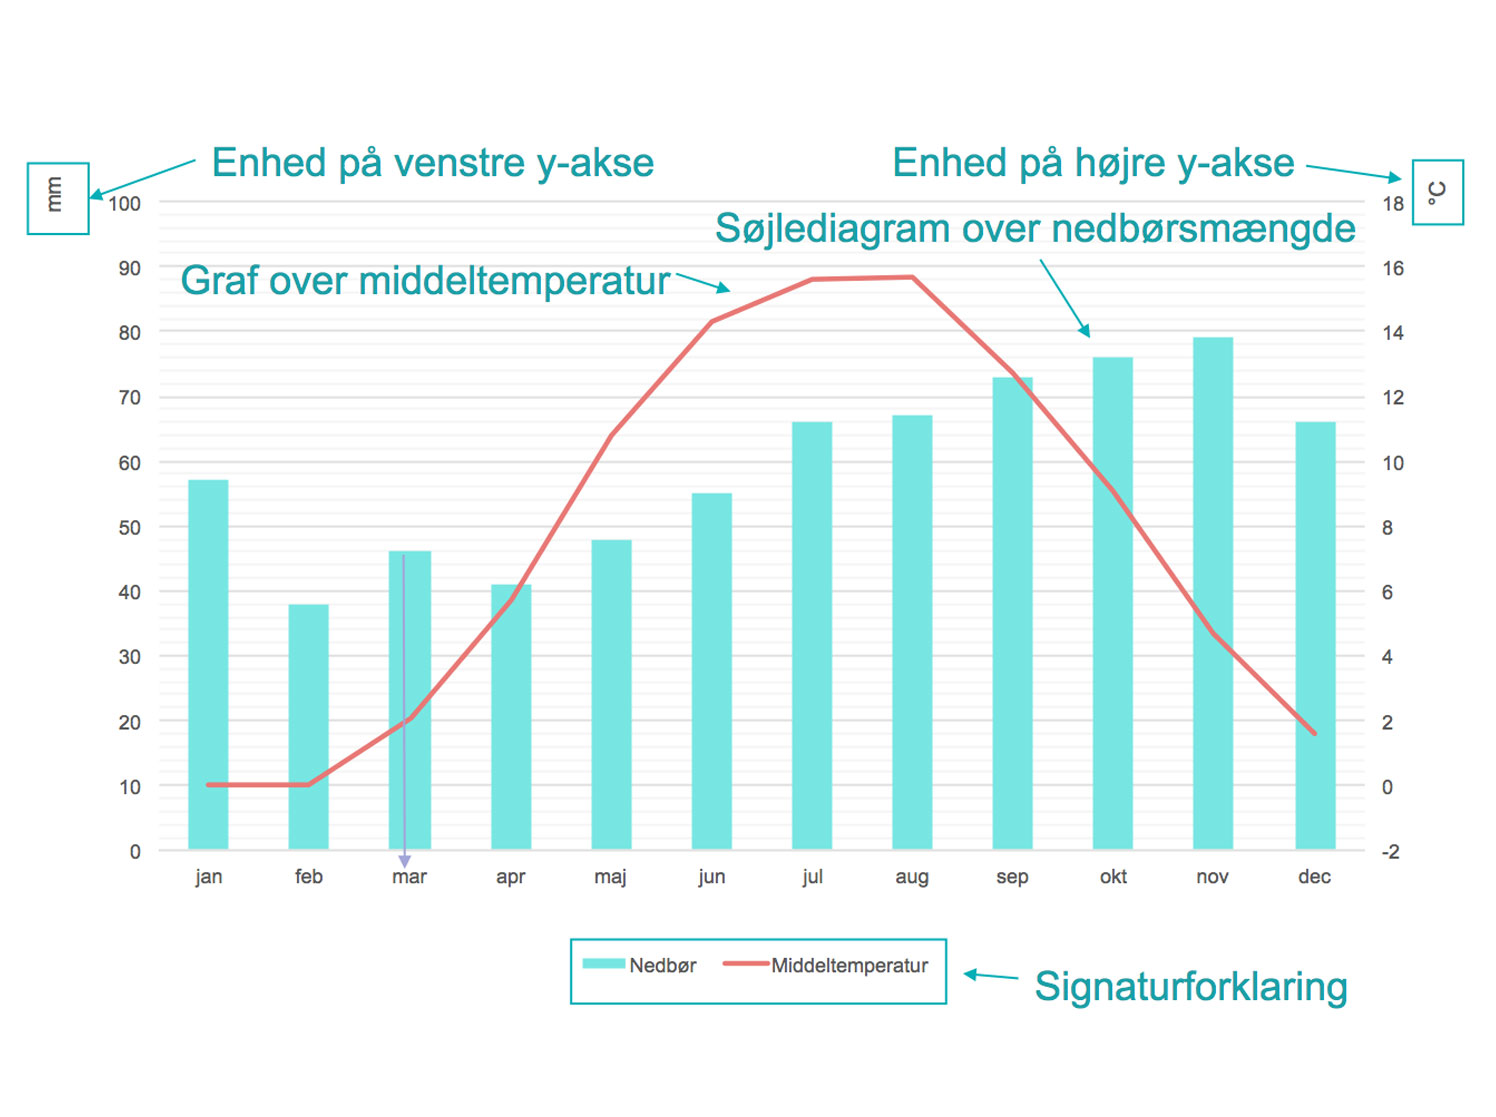 Enhed på venstre y-akse
Enhed på højre y-akse
mm
°C
Søjlediagram over nedbørsmængde
Graf over middeltemperatur
100 18
90 16
80 14
70 12
60 10
50 8
40 6
30 4
20 2
10 0
0 -2
jan feb mar apr maj jun jul aug sep okt nov dec
Nedbør Middeltemperatur
Signaturforklaring